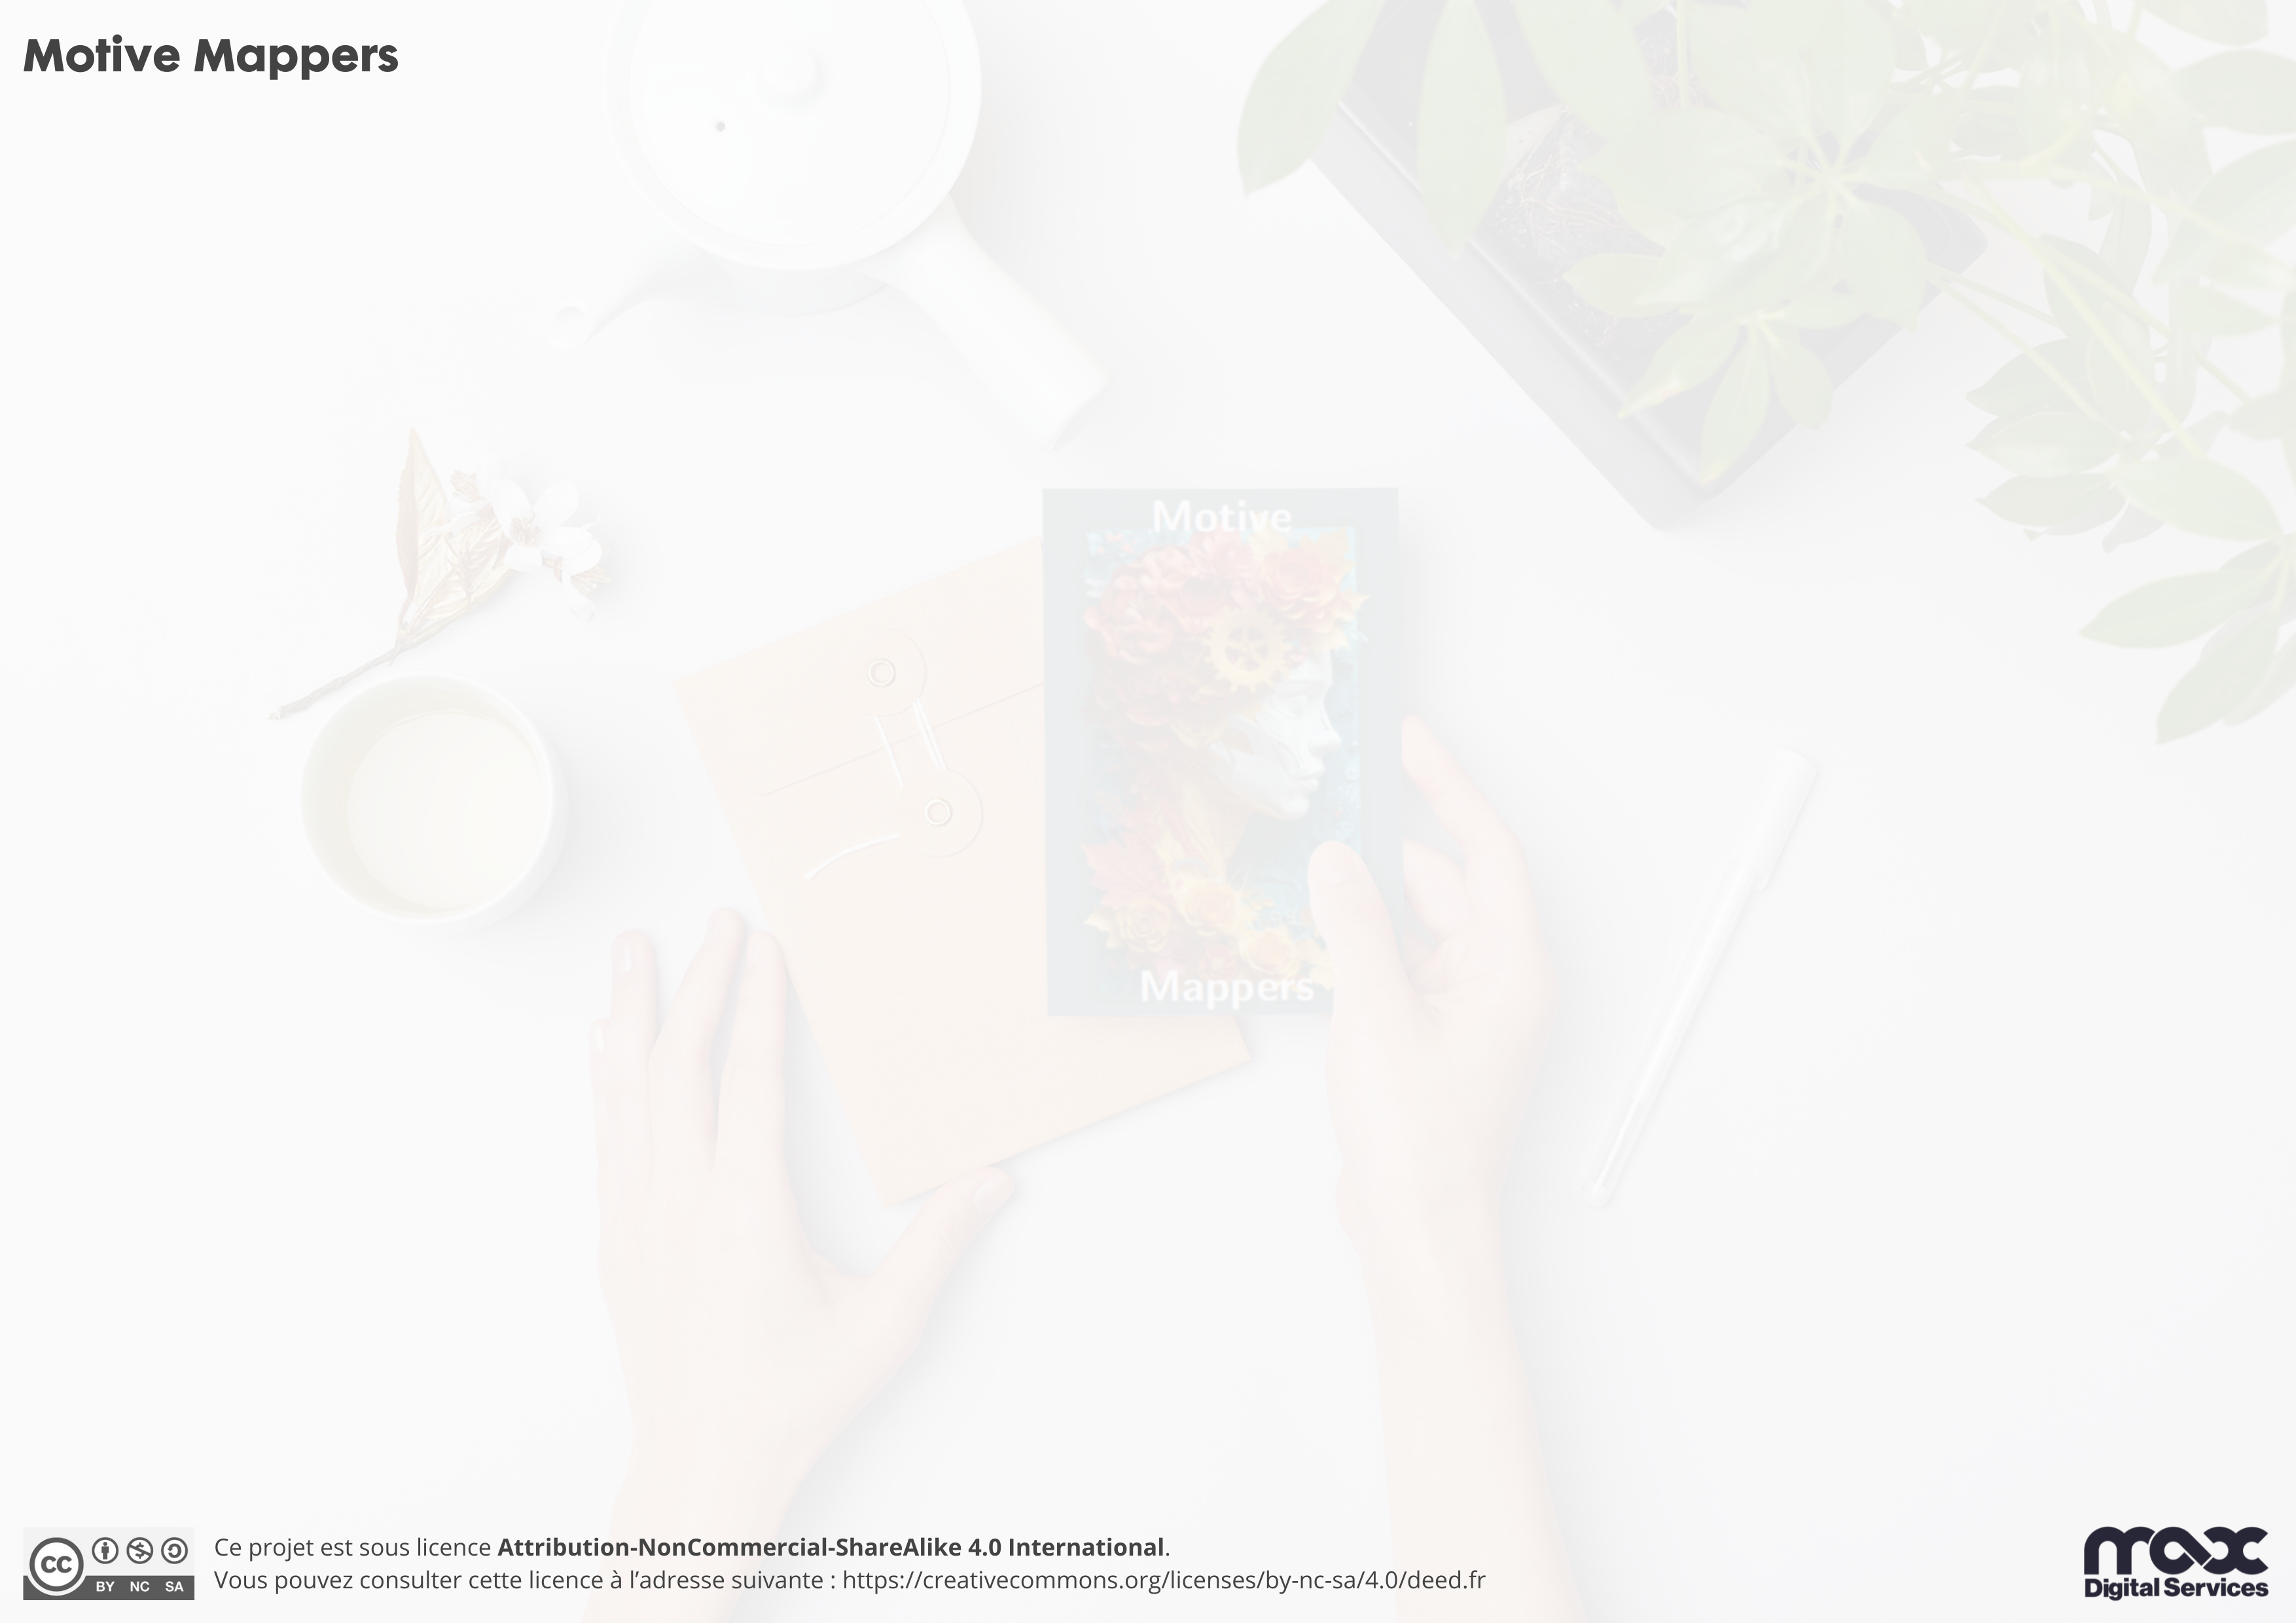 Motive Mappers
Motive
Mappers
cc
BY NC SA
Ce projet est sous licence Attribution-NonCommercial-ShareAlike 4.0 International.
Vous pouvez consulter cette licence à l’adresse suivante : https://creativecommons.org/licenses/by-nc-sa/4.0/deed.fr
max
Digital Services